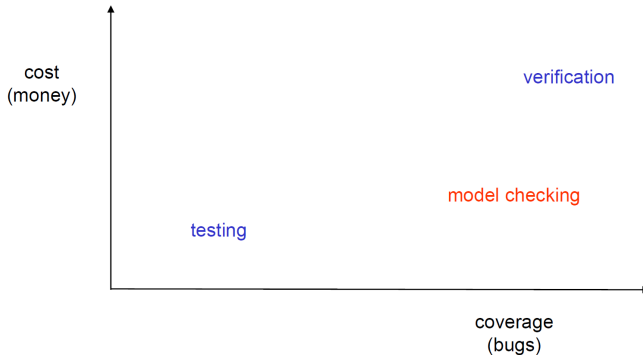 cost
(money)
verification
model checking
testing
coverage
(bugs)